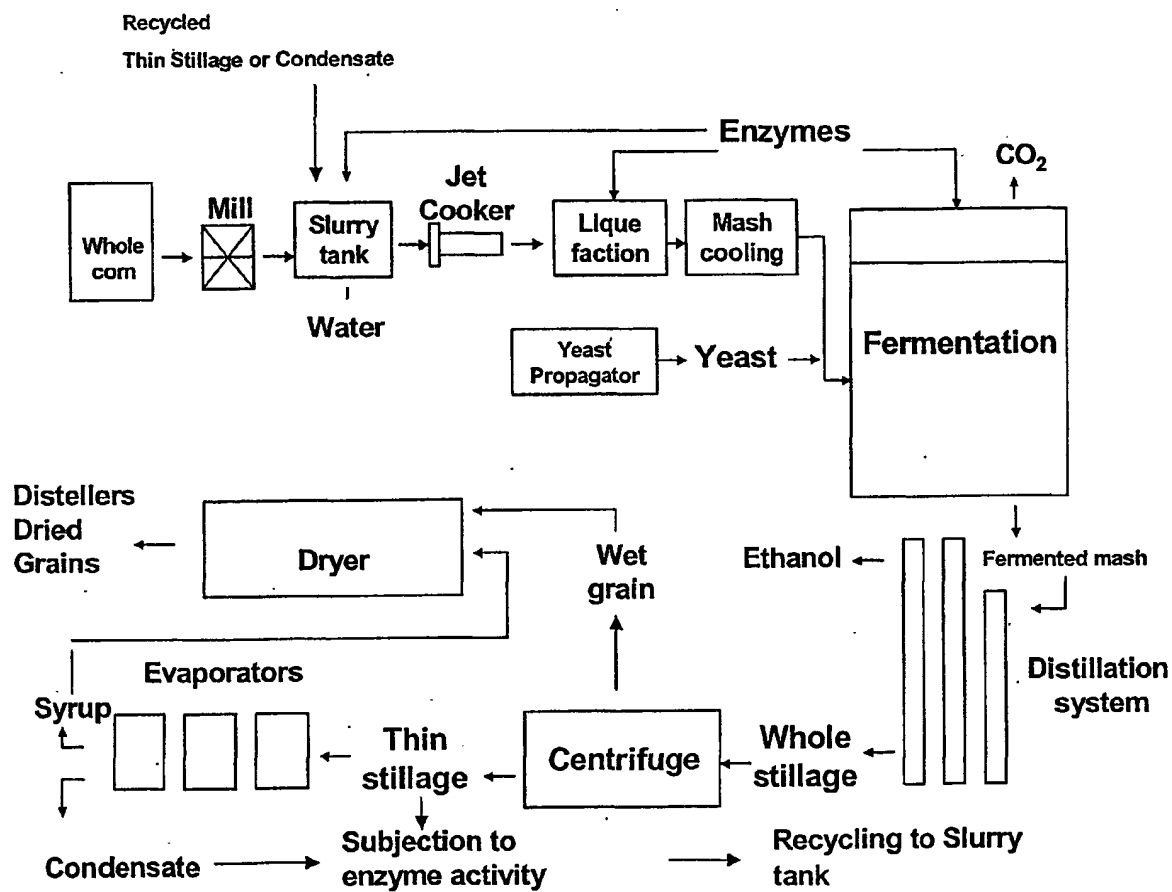 Recycled
Thin Stillage or Condensate
Enzymes
CO2
Mill
Jet
Cooker
Whole
corn
Slurry
tank
Lique
faction
Mash
cooling
Water
Yeast
Propagator
Yeast
Fermentation
Distellers
Dried
Grains
Dryer
Wet
grain
Ethanol
Fermented mash
Distillation
system
Evaporators
Syrup
Thin
stillage
Centrifuge
Whole
stillage
Condensate
Subjection to
enzyme activity
Recycling to Slurry
tank